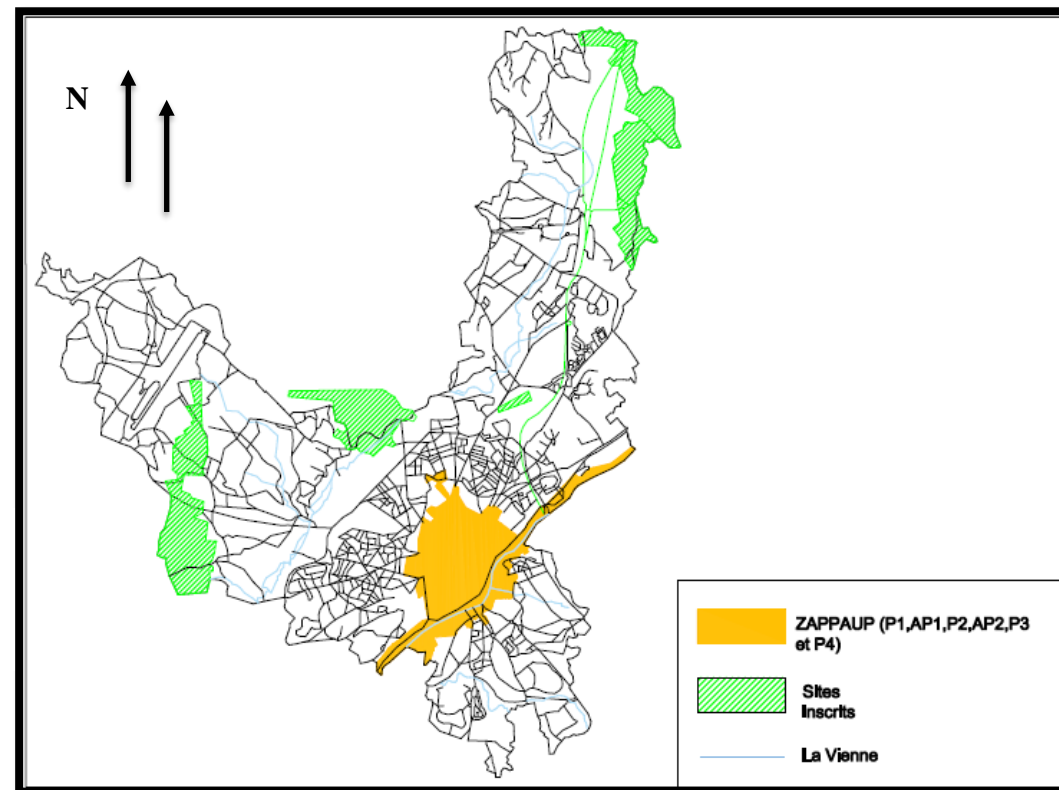 N
ZAPPAUP (P1,AP1,P2,AP2,P3
et P4)
Sites
Inscrits
La Vienne